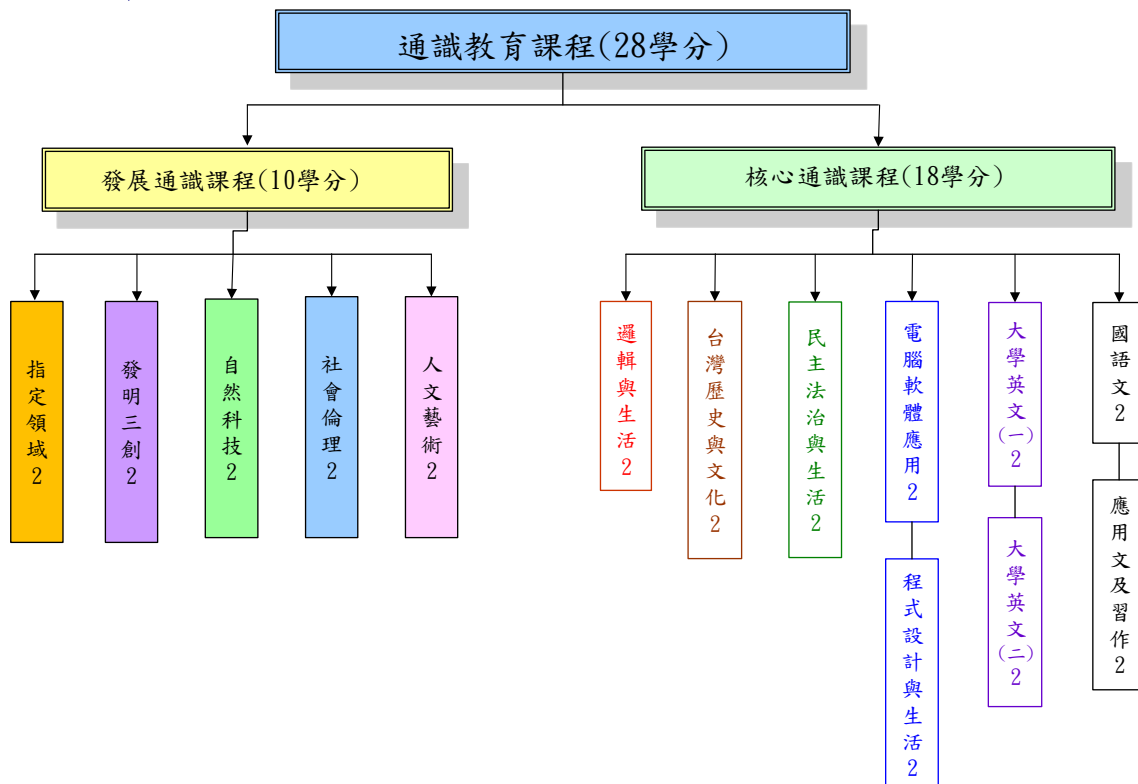 通識教育課程(28學分)
發展通識課程(10學分)
核心通識課程(18學分)
指定領域2
發明三創2
自然科技2
社會倫理2
人文藝術2
邏輯與生活2
台灣歷史與文化2
民主法治與生活2
電腦軟體應用2
大學英文(一)2
國語文2
程式設計與生活2
大學英文(二)2
應用文及習作2